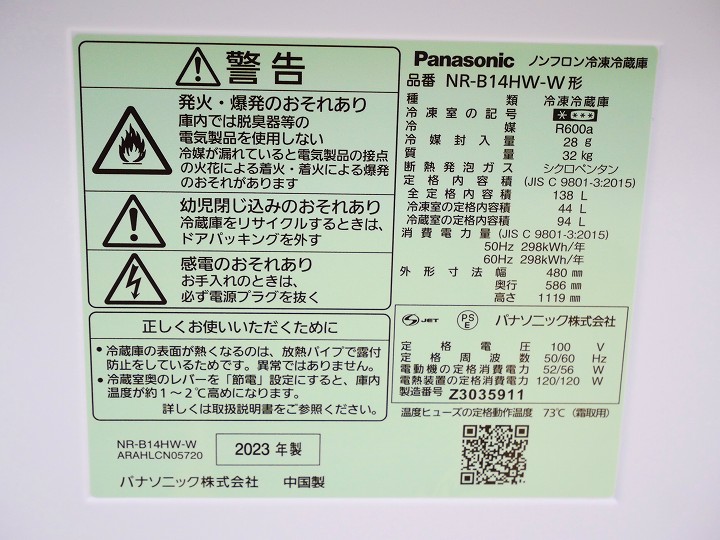 警告
発火・爆発のおそれあり
庫内では脱臭器等の
電気製品を使用しない
冷媒が漏れていると電気製品の接点
の火花による着火・着火による爆発
のおそれがあります
幼児閉じ込みのおそれあり
冷蔵庫をリサイクルするときは、
ドアパッキングを外す
感電のおそれあり
お手入れのときは、
必ず電源プラグを抜く
正しくお使いいただくために
・冷蔵庫の表面が熱くなるのは、放熱パイプで露付
防止をしているためです。異常ではありません。
・冷蔵室奥のレバーを「節電」設定にすると、庫内
温度が約1～2℃高めになります。
詳しくは取扱説明書をごらんください。
NR-B14HW-W
ARAHLCN05720
2023 年製
パナソニック株式会社 中国製
Panasonic ノンフロン冷凍冷蔵庫
品番 NR-B14HW-W形
種類 冷凍冷蔵庫
冷凍室の記号 * ***
冷媒 R600a
冷媒封入量 28 g
質量 32 kg
断熱発泡ガス シクロペンタン
定格内容積 (JIS C 9801-3:2015)
全定格内容積 138 L
冷凍室の定格内容積 44 L
冷蔵室の定格内容積 94 L
消費電力量 (JIS C 9801-3:2015)
50Hz 298kWh/年
60Hz 298kWh/年
外形寸法 幅 480 mm
奥行 586 mm
高さ 1119 mm
S JET PS E パナソニック株式会社
定格電圧 100 V
定格周波数 50/60 Hz
電動機の定格消費電力 52/56 W
電熱装置の定格消費電力 120/120 W
製造番号 Z3035911
温度ヒューズの定格動作温度 73℃ (霜取用)